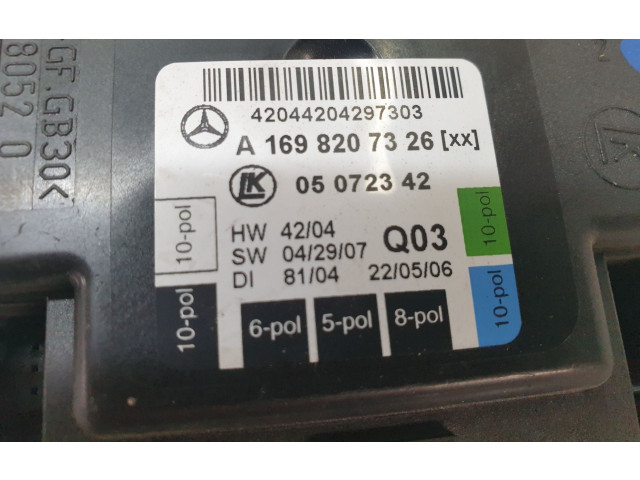 -GF.GB30<
8052 0
42044204297303
A 169 820 73 26 [xx]
LK 05 0723 42
HW 42/04
SW 04/29/07 Q03
DI 81/04 22/05/06
10-pol
10-pol
10-pol
10-pol
6-pol 5-pol 8-pol
LK